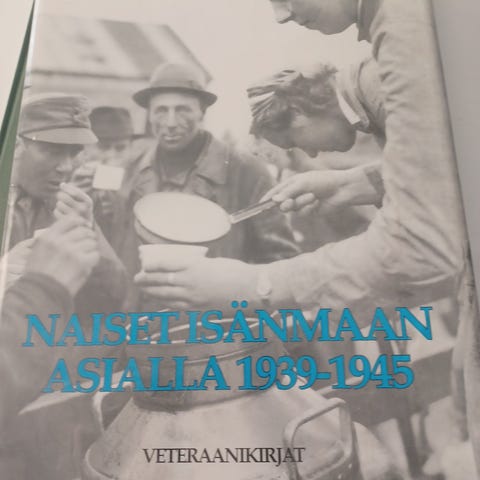 NAISET ISÄNMAAN
ASIALLA 1939-1945
VETERAANIKIRJAT